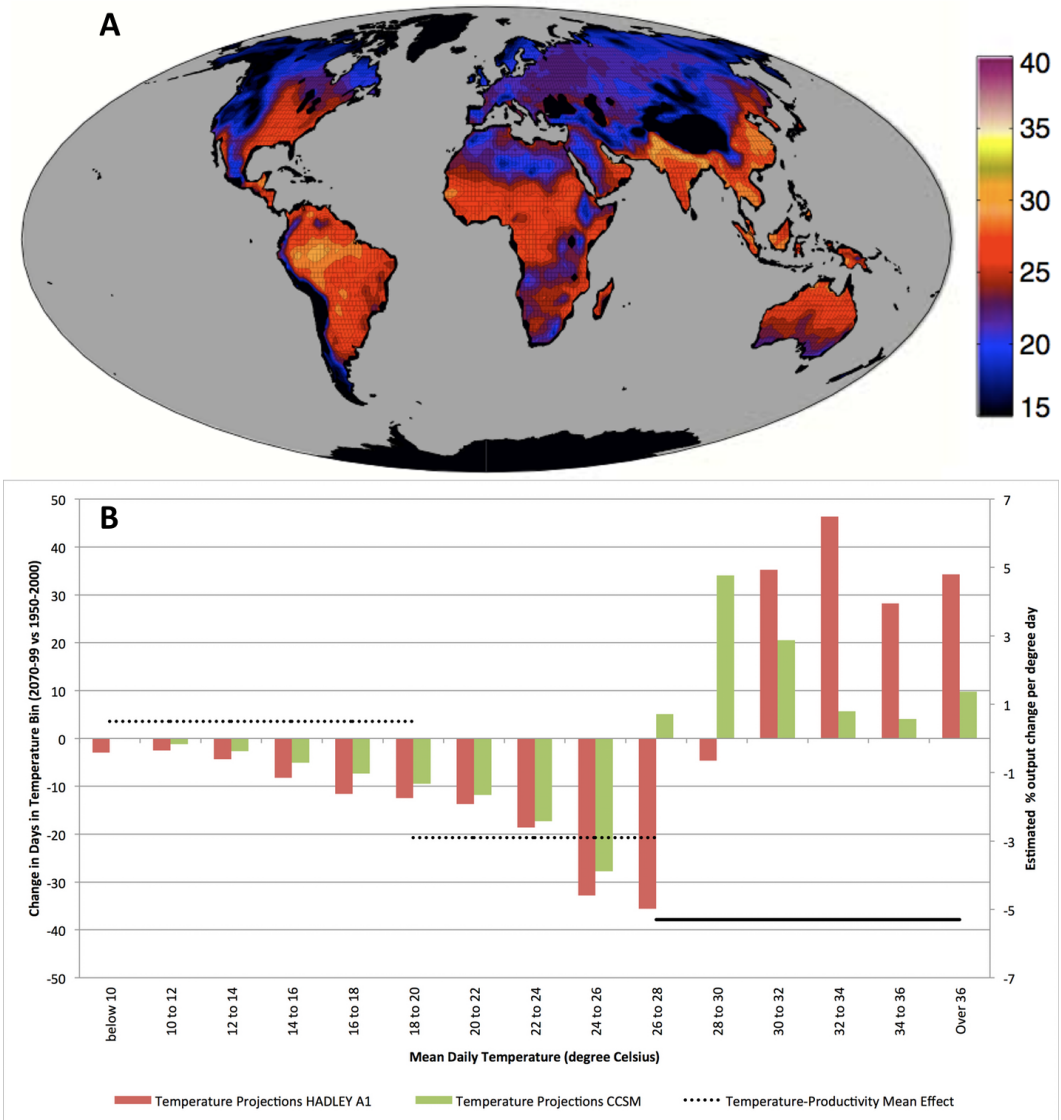 A
40
35
30
25
20
15
B
Change in Days in Temperature Bin (2070-99 vs 1950-2000)
50
40
30
20
10
0
-10
-20
-30
-40
-50
7
5
3
1
-1
-3
-5
-7
Estimated % output change per degree day
below 10
10 to 12
12 to 14
14 to 16
16 to 18
18 to 20
20 to 22
22 to 24
24 to 26
26 to 28
28 to 30
30 to 32
32 to 34
34 to 36
Over 36
Mean Daily Temperature (degree Celsius)
Temperature Projections HADLEY A1
Temperature Projections CCSM
Temperature-Productivity Mean Effect